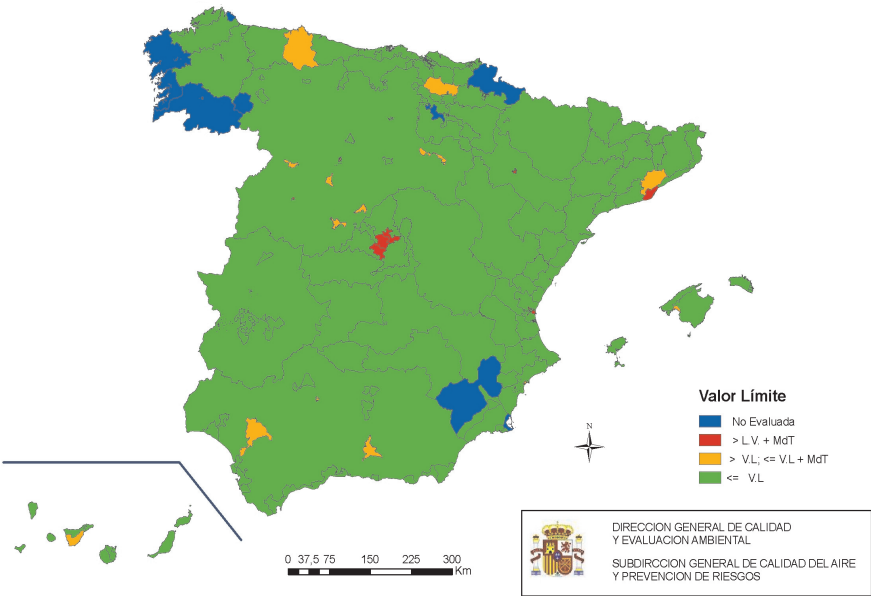 Valor Límite
No Evaluada
> L.V. + MdT
> V.L; <= V.L + MdT
<= V.L
N
0 37,5 75 150 225 300
Km
DIRECCION GENERAL DE CALIDAD
Y EVALUACION AMBIENTAL
SUBDIRCCION GENERAL DE CALIDAD DEL AIRE
Y PREVENCION DE RIESGOS